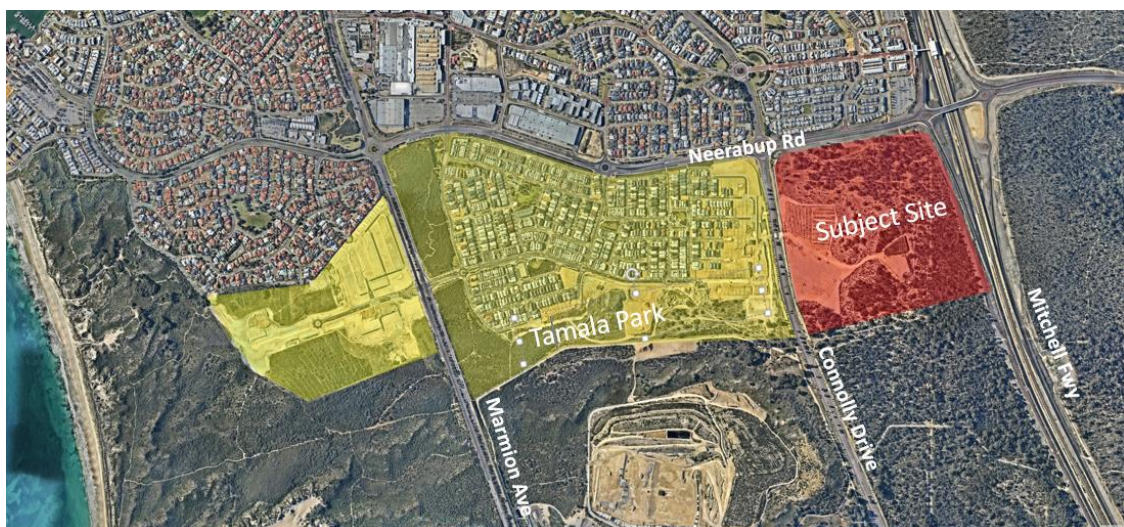 Neerabup Rd
Subject Site
Tamala Park
Mitchell Fwy
Connolly Drive
Marmion Ave